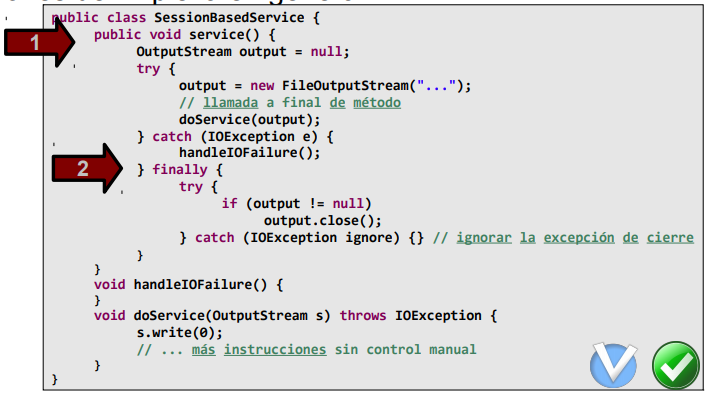 public class SessionBasedService {
1
public void service() {
OutputStream output = null;
try {
output = new FileOutputStream("...");
// llamada a final de método
doService(output);
} catch (IOException e) {
handleIOFailure();
2
} finally {
try {
if (output != null)
output.close();
} catch (IOException ignore) {} // ignorar la excepción de cierre
}
}
void handleIOFailure() {
}
void doService(OutputStream s) throws IOException {
s.write(0);
// ... más instrucciones sin control manual
}
}